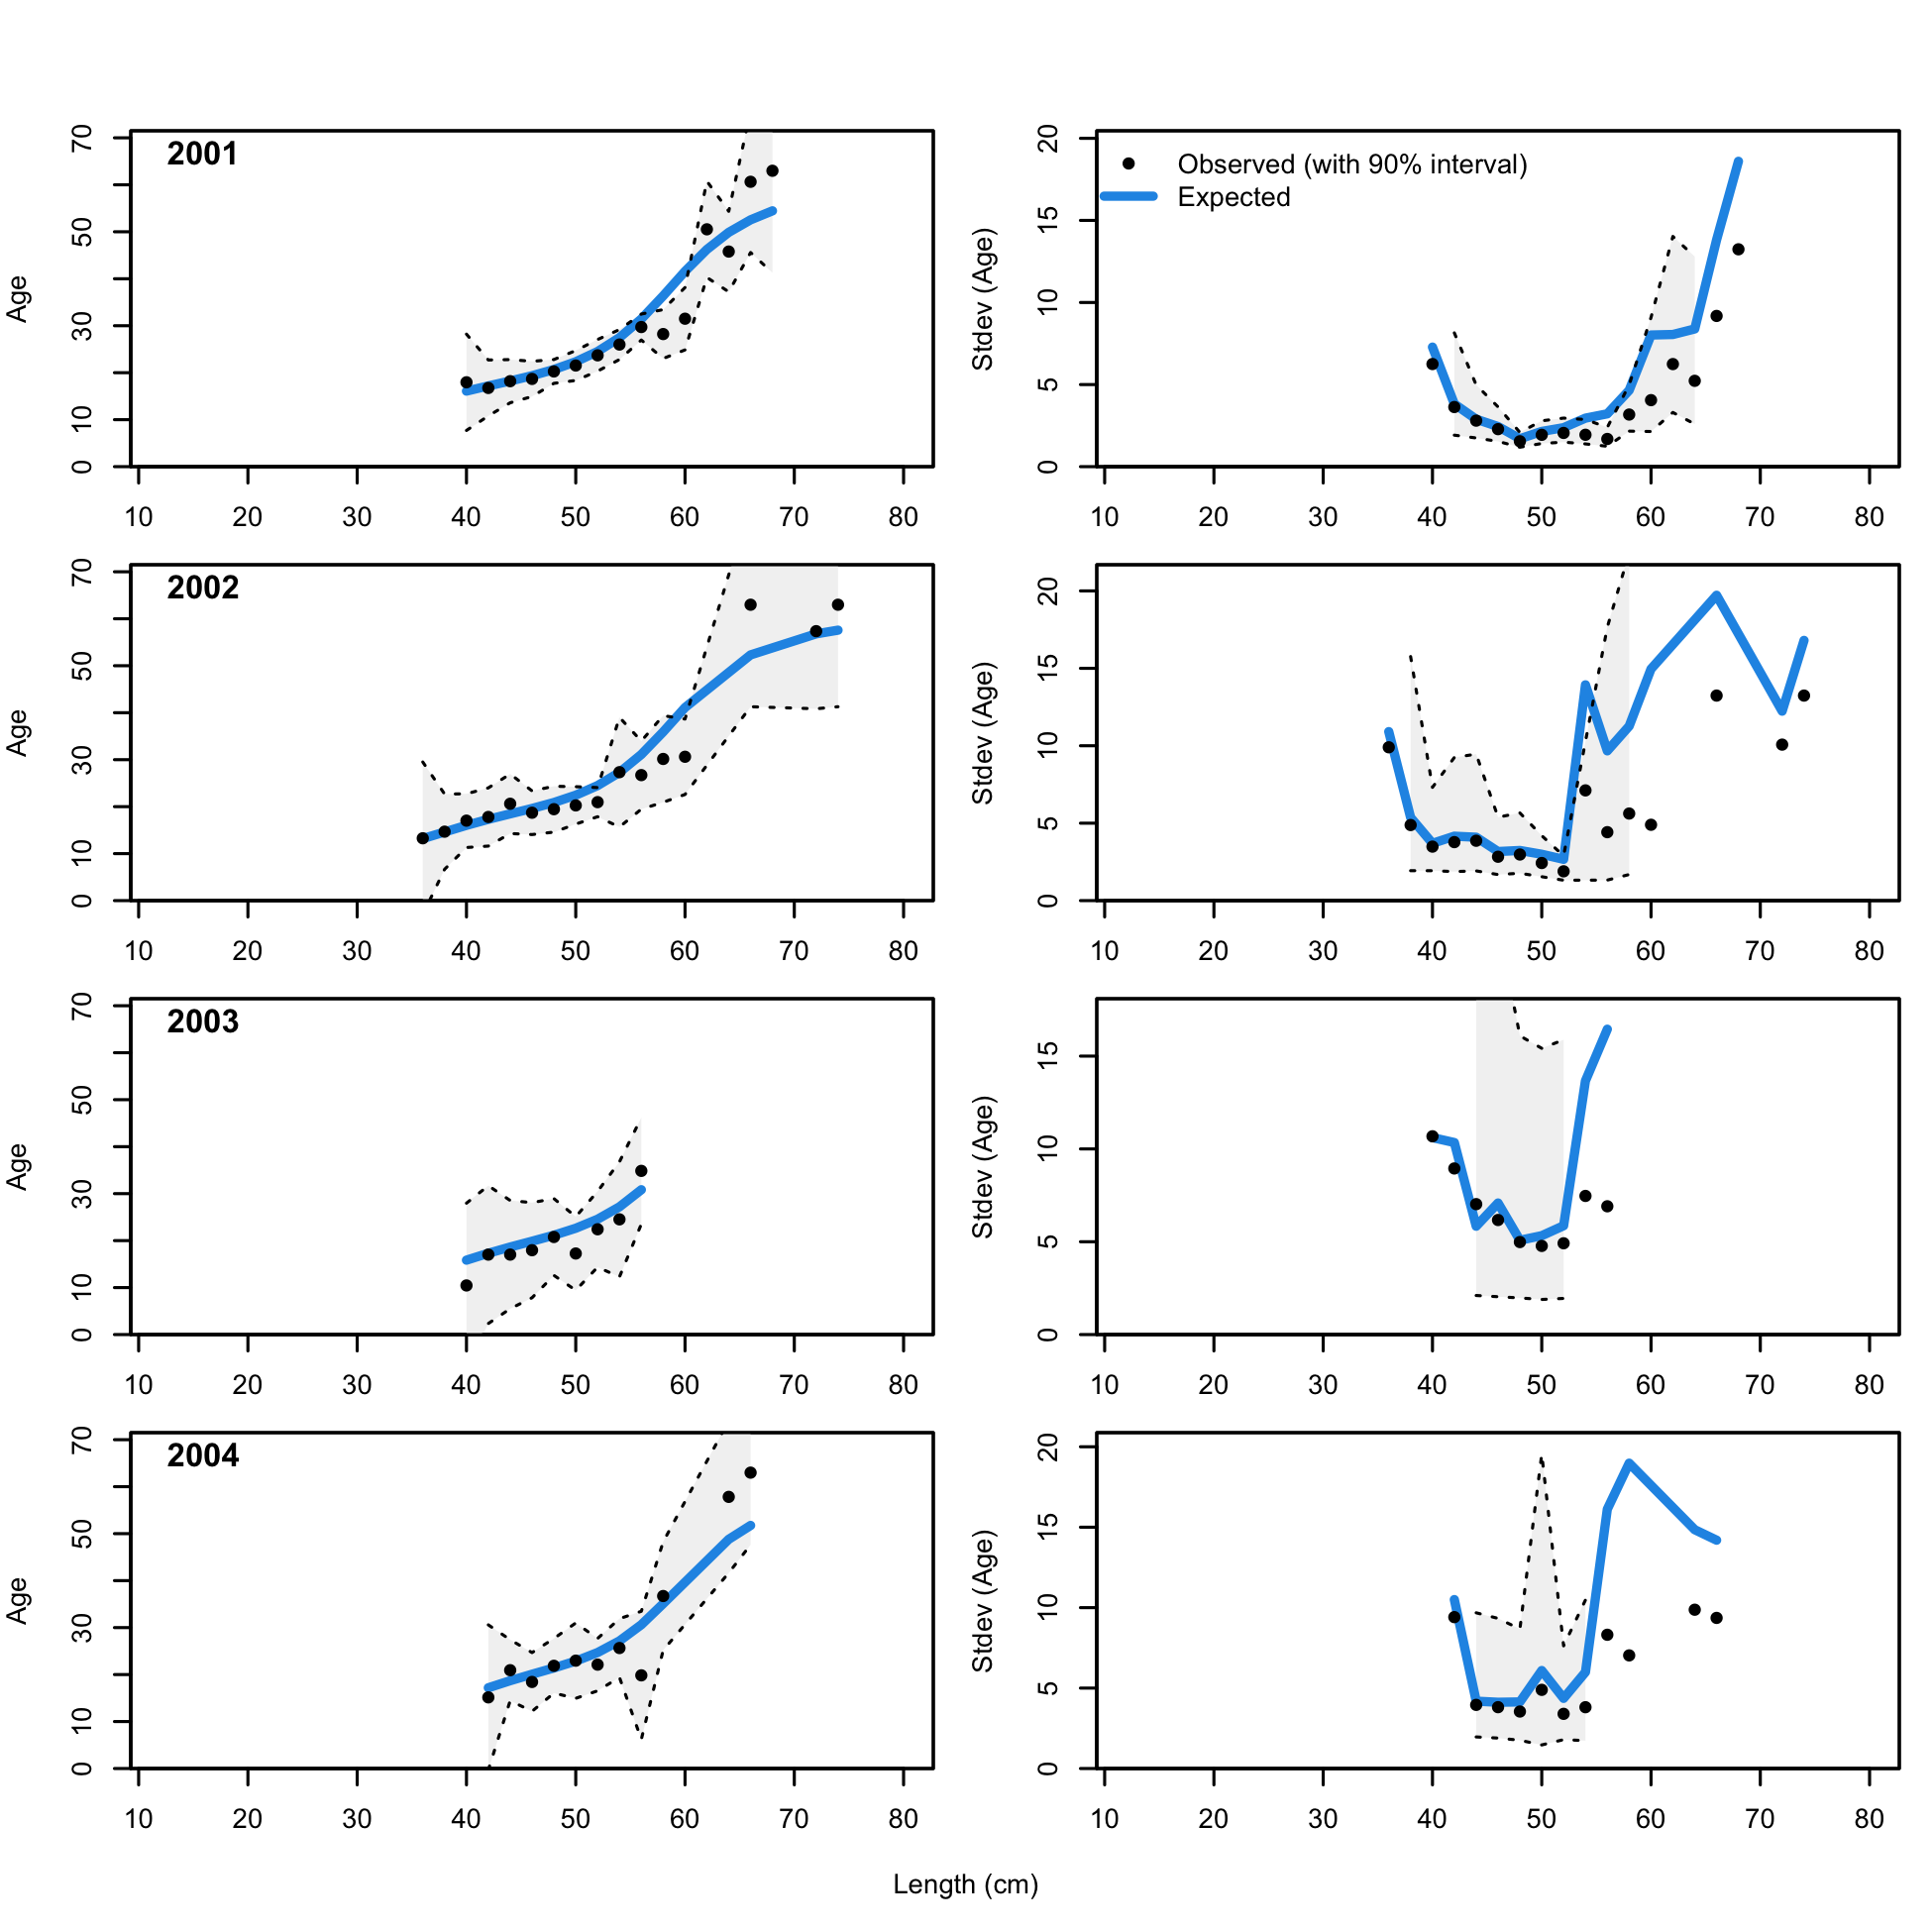 2001
Age
0 10 30 50 70
10 20 30 40 50 60 70 80
Observed (with 90% interval)
Expected
Stdev (Age)
0 5 10 15 20
10 20 30 40 50 60 70 80
2002
Age
0 10 30 50 70
10 20 30 40 50 60 70 80
Stdev (Age)
0 5 10 15 20
10 20 30 40 50 60 70 80
2003
Age
0 10 30 50 70
10 20 30 40 50 60 70 80
Stdev (Age)
0 5 10 15
10 20 30 40 50 60 70 80
2004
Age
0 10 30 50 70
10 20 30 40 50 60 70 80
Stdev (Age)
0 5 10 15 20
10 20 30 40 50 60 70 80
Length (cm)